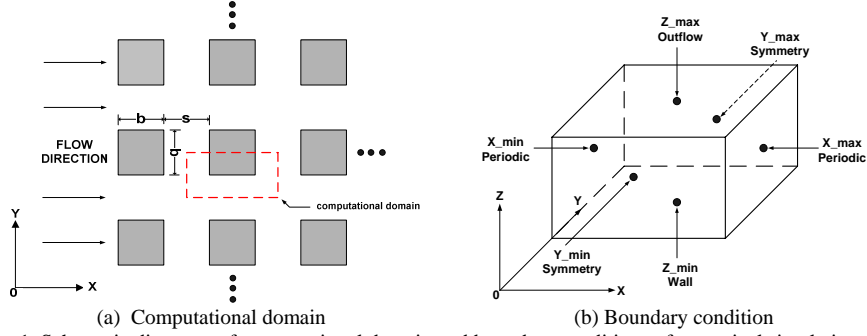 b
s
b
FLOW
DIRECTION
computational domain
Y
0
X
(a) Computational domain
Z_max
Outflow
Y_max
Symmetry
X_min
Periodic
X_max
Periodic
Z
Y
Y_min
Symmetry
Z_min
Wall
0
X
(b) Boundary condition